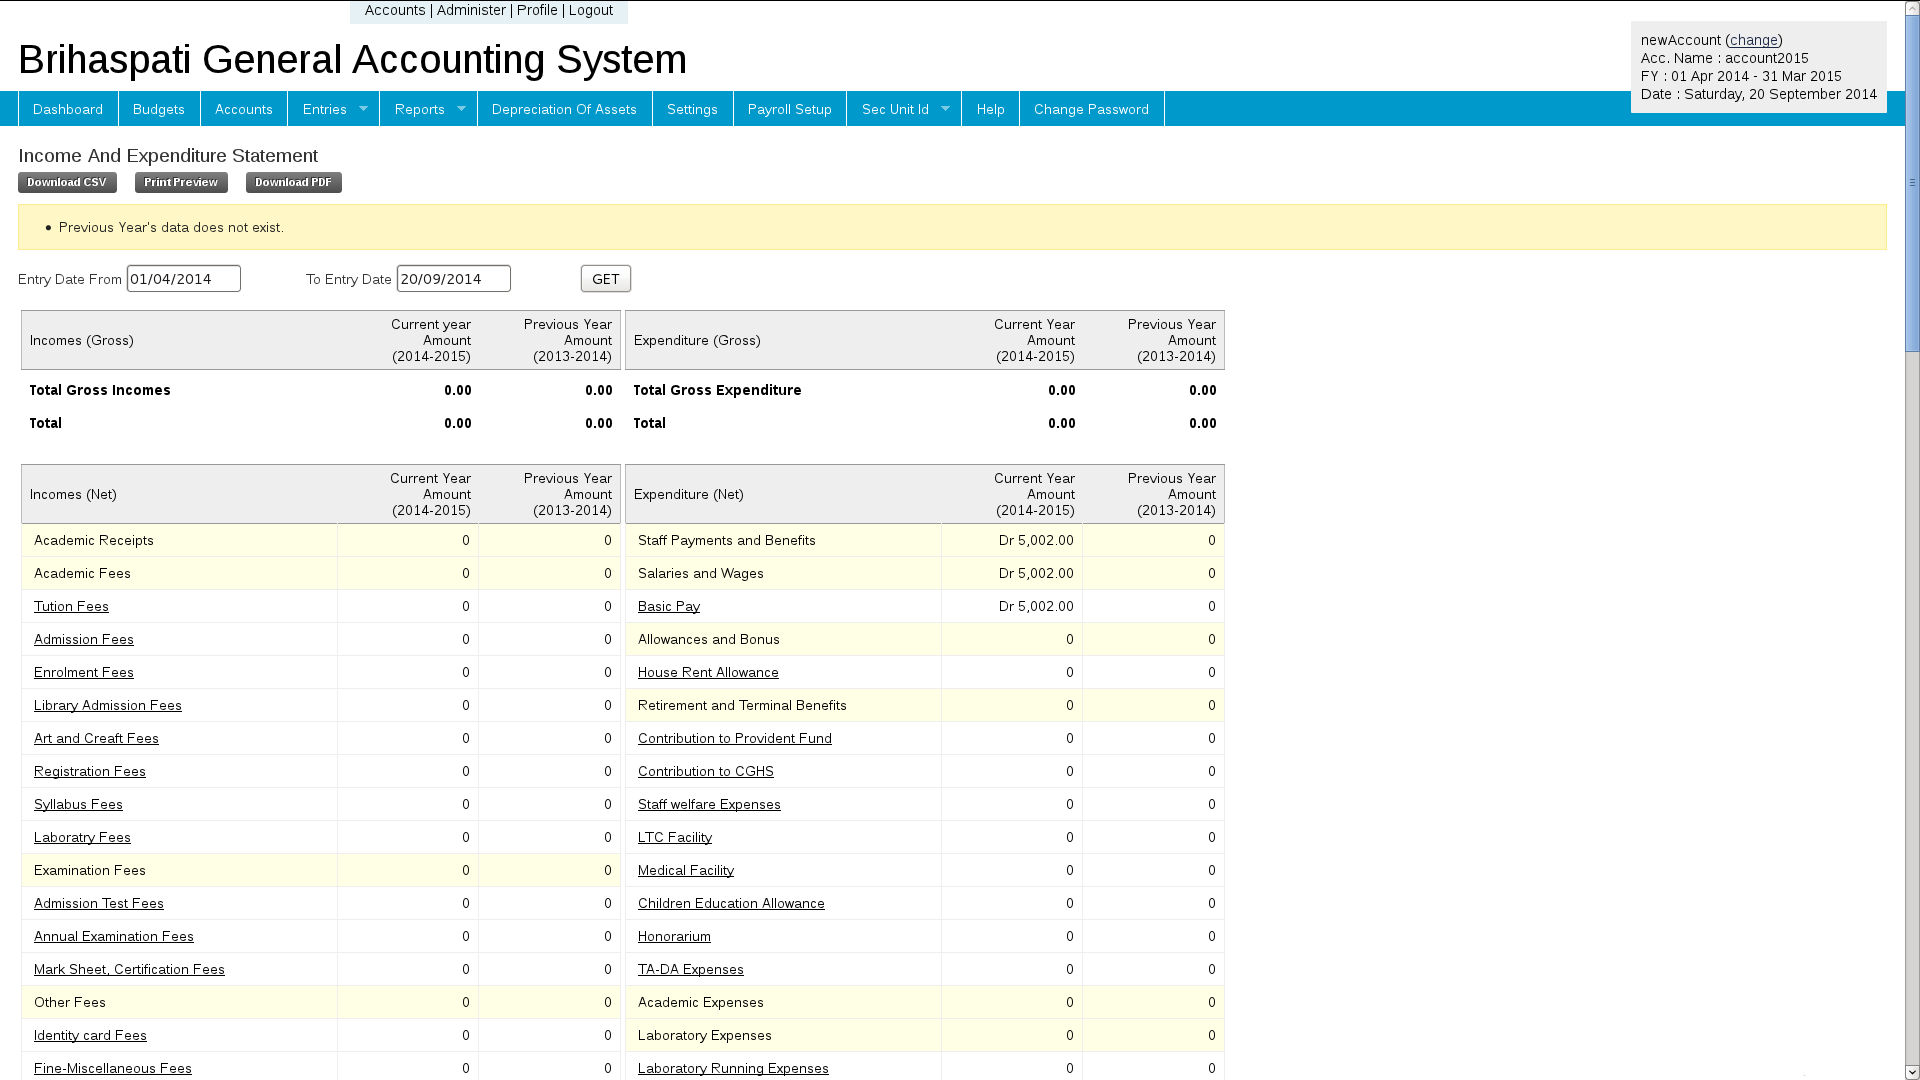 Accounts | Administer | Profile | Logout
Brihaspati General Accounting System
newAccount (change)
Acc. Name : account2015
FY : 01 Apr 2014 - 31 Mar 2015
Date : Saturday, 20 September 2014
Dashboard Budgets Accounts Entries Reports Depreciation Of Assets Settings Payroll Setup Sec Unit Id Help Change Password
Income And Expenditure Statement
Download CSV Print Preview Download PDF
• Previous Year's data does not exist.
Entry Date From 01/04/2014 To Entry Date 20/09/2014 GET
Incomes (Gross) Current year Amount (2014-2015) Previous Year Amount (2013-2014) Expenditure (Gross) Current Year Amount (2014-2015) Previous Year Amount (2013-2014)
Total Gross Incomes 0.00 0.00 Total Gross Expenditure 0.00 0.00
Total 0.00 0.00 Total 0.00 0.00
Incomes (Net) Current Year Amount (2014-2015) Previous Year Amount (2013-2014) Expenditure (Net) Current Year Amount (2014-2015) Previous Year Amount (2013-2014)
Academic Receipts 0 0 Staff Payments and Benefits Dr 5,002.00 0
Academic Fees 0 0 Salaries and Wages Dr 5,002.00 0
Tution Fees 0 0 Basic Pay Dr 5,002.00 0
Admission Fees 0 0 Allowances and Bonus 0 0
Enrolment Fees 0 0 House Rent Allowance 0 0
Library Admission Fees 0 0 Retirement and Terminal Benefits 0 0
Art and Creaft Fees 0 0 Contribution to Provident Fund 0 0
Registration Fees 0 0 Contribution to CGHS 0 0
Syllabus Fees 0 0 Staff welfare Expenses 0 0
Laboratry Fees 0 0 LTC Facility 0 0
Examination Fees 0 0 Medical Facility 0 0
Admission Test Fees 0 0 Children Education Allowance 0 0
Annual Examination Fees 0 0 Honorarium 0 0
Mark Sheet, Certification Fees 0 0 TA-DA Expenses 0 0
Other Fees 0 0 Academic Expenses 0 0
Identity card Fees 0 0 Laboratory Expenses 0 0
Fine-Miscellaneous Fees 0 0 Laboratory Running Expenses 0 0